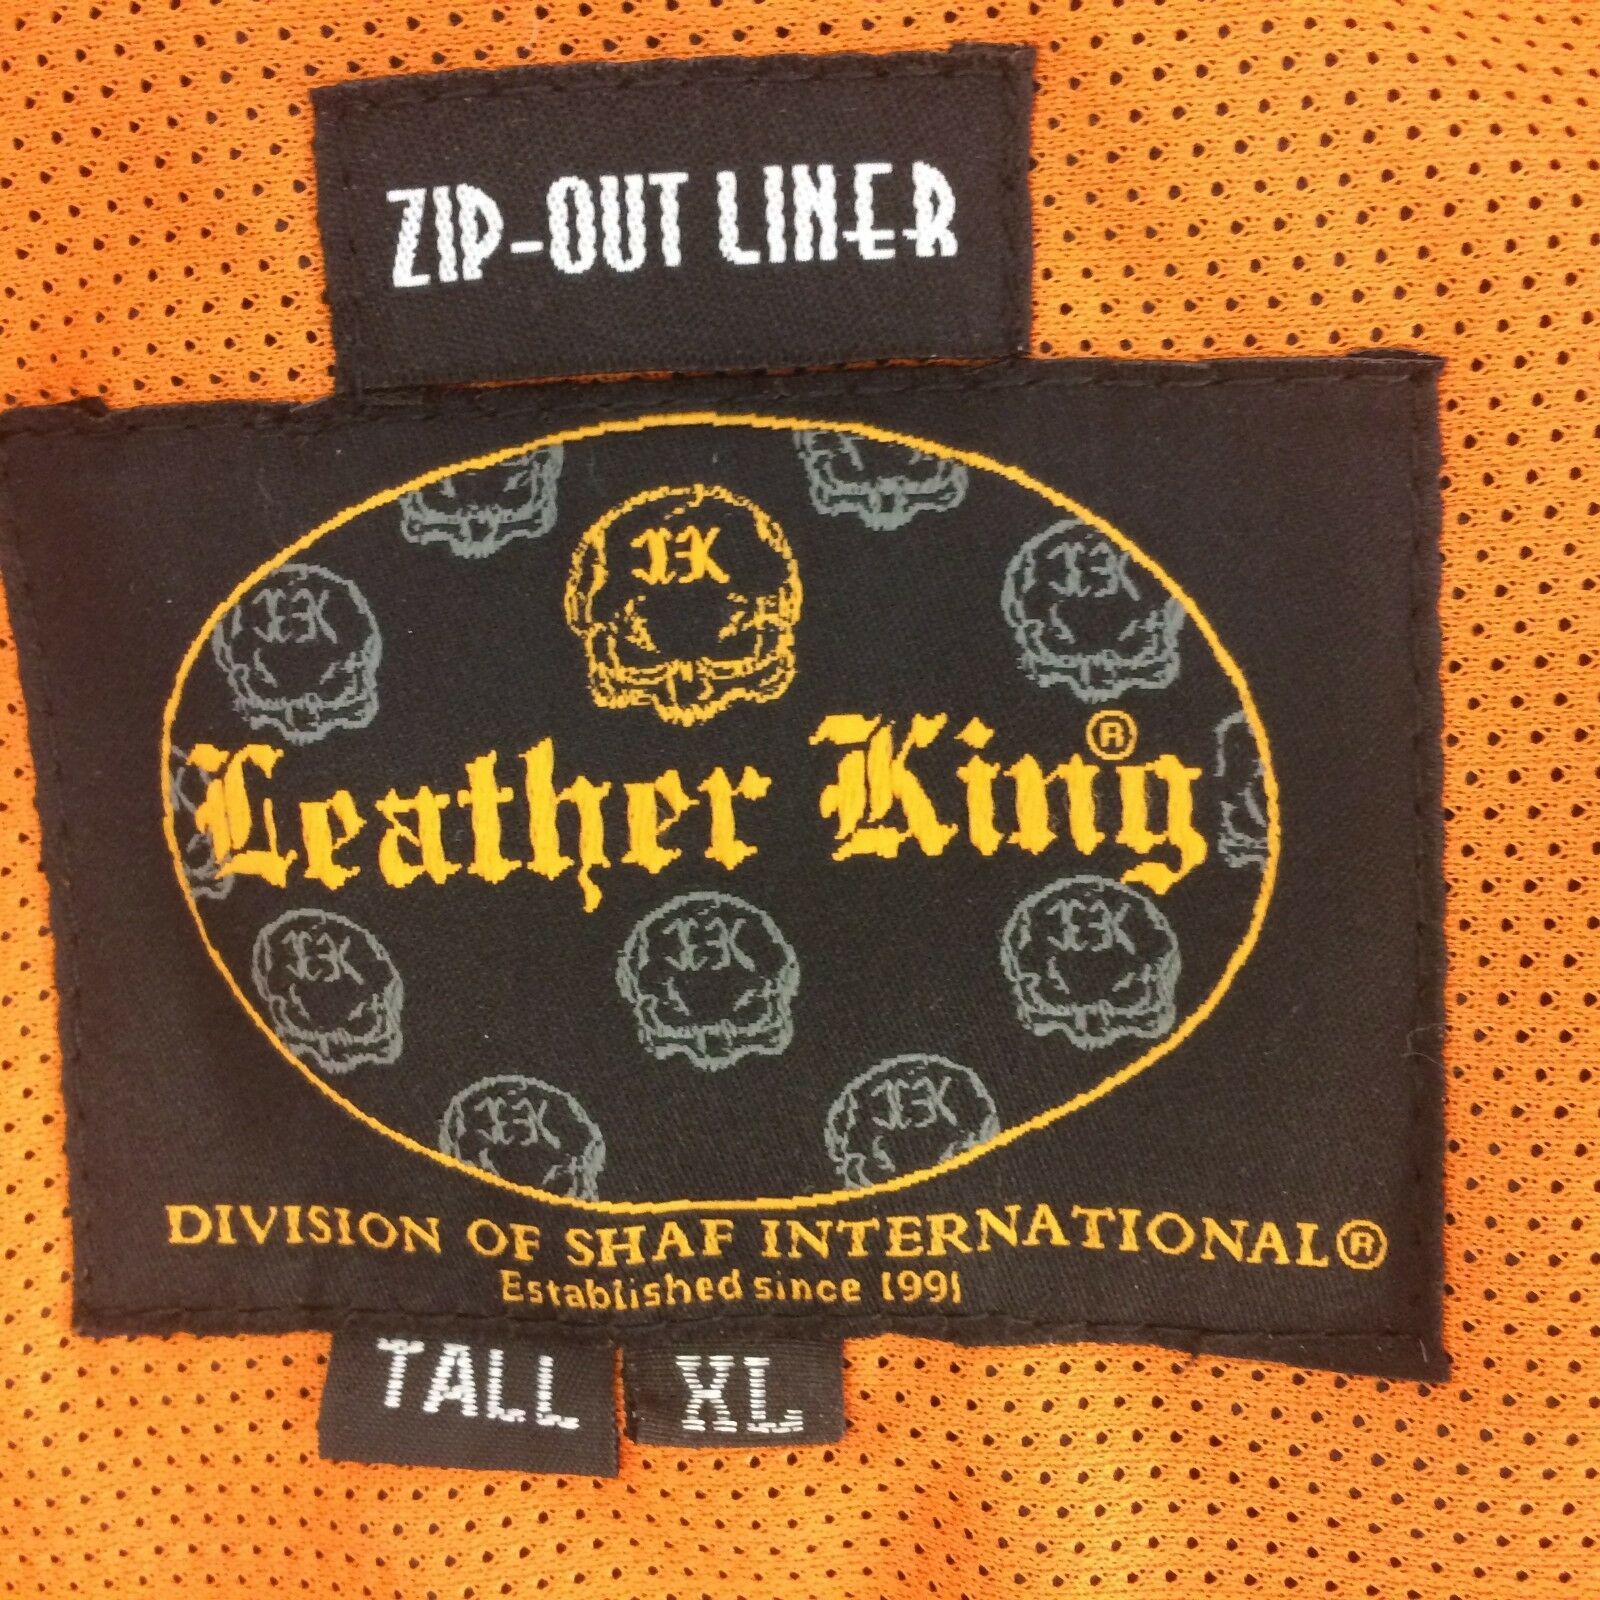 ZIP-OUT LINER
LK
Leather King®
DIVISION OF SHAF INTERNATIONAL®
Established since 1991
TALL XL